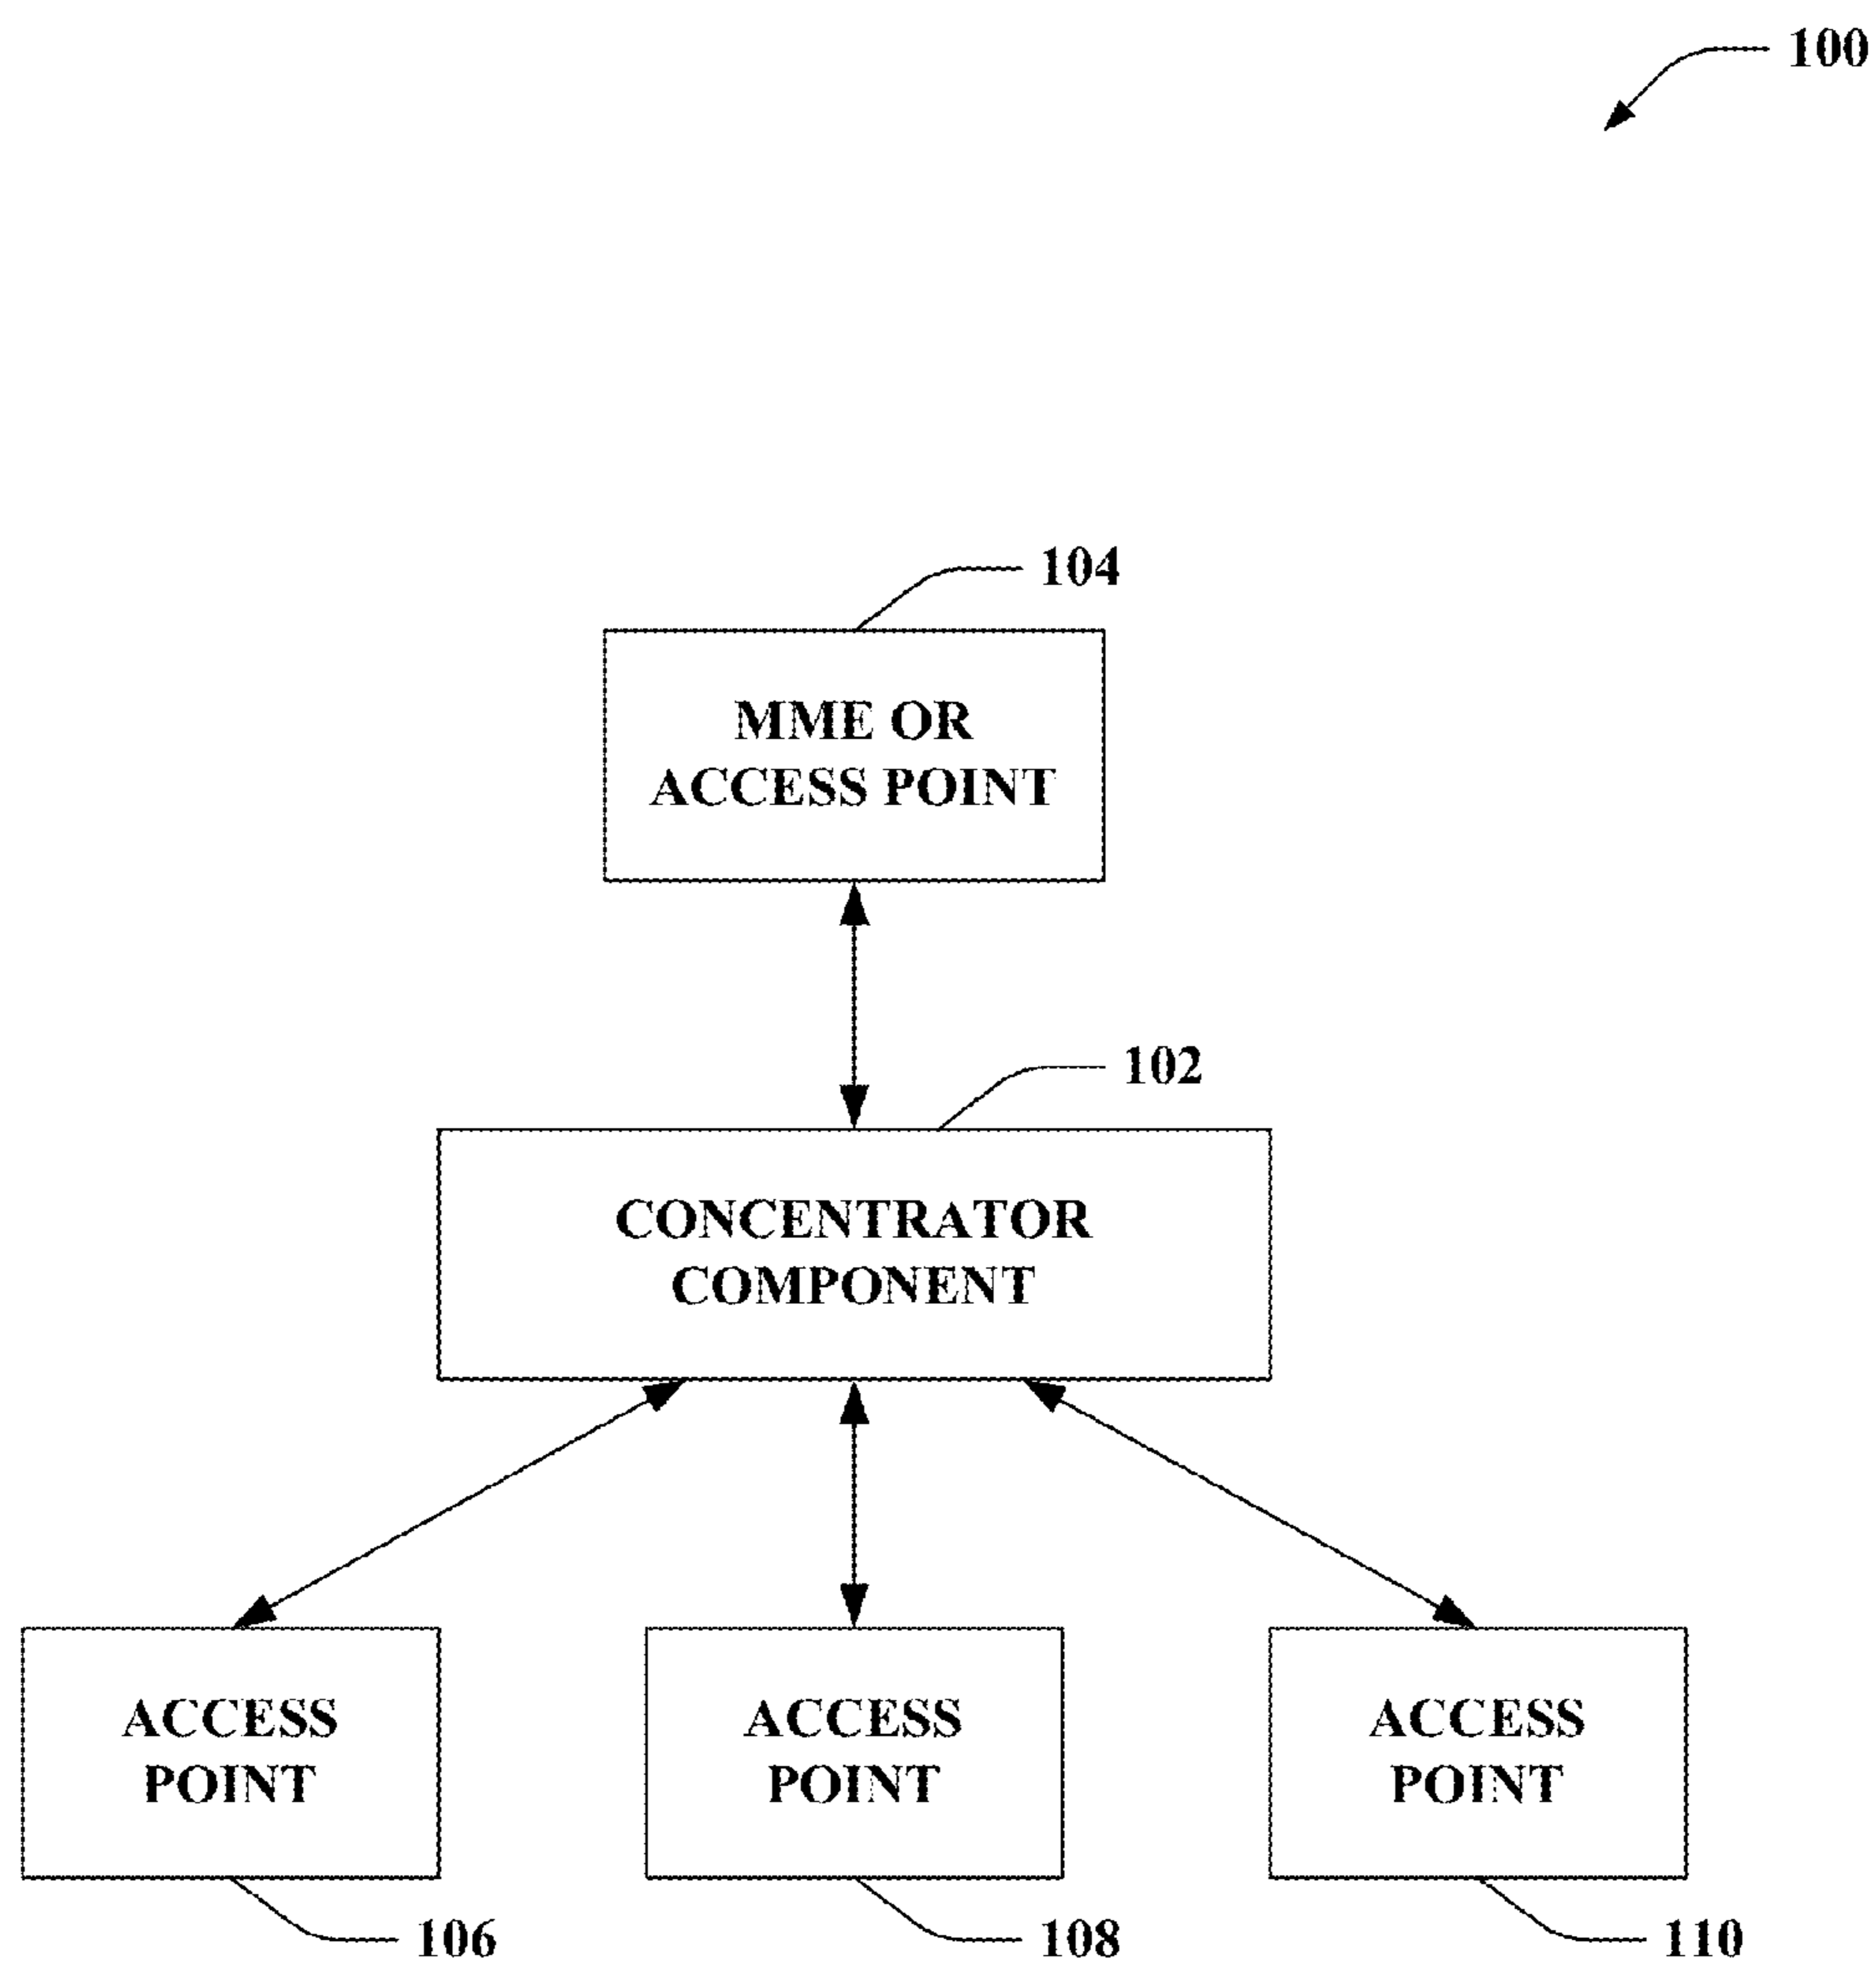 100
104
MME OR
ACCESS POINT
102
CONCENTRATOR
COMPONENT
ACCESS
POINT
ACCESS
POINT
ACCESS
POINT
106
108
110